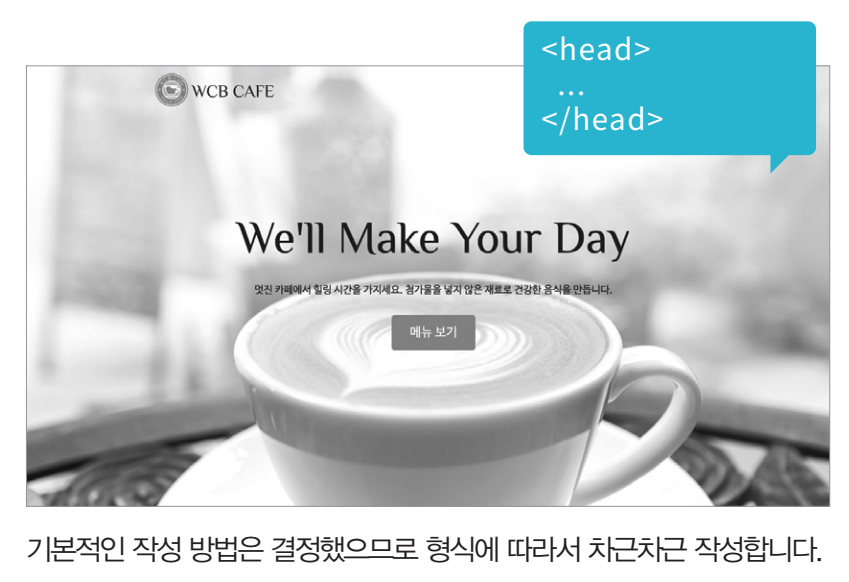 <head>
...
</head>
WCB CAFE
We'll Make Your Day
멋진 카페에서 힐링 시간을 가지세요. 첨가물을 넣지 않은 재료로 건강한 음식을 만듭니다.
메뉴 보기
기본적인 작성 방법은 결정했으므로 형식에 따라서 차근차근 작성합니다.